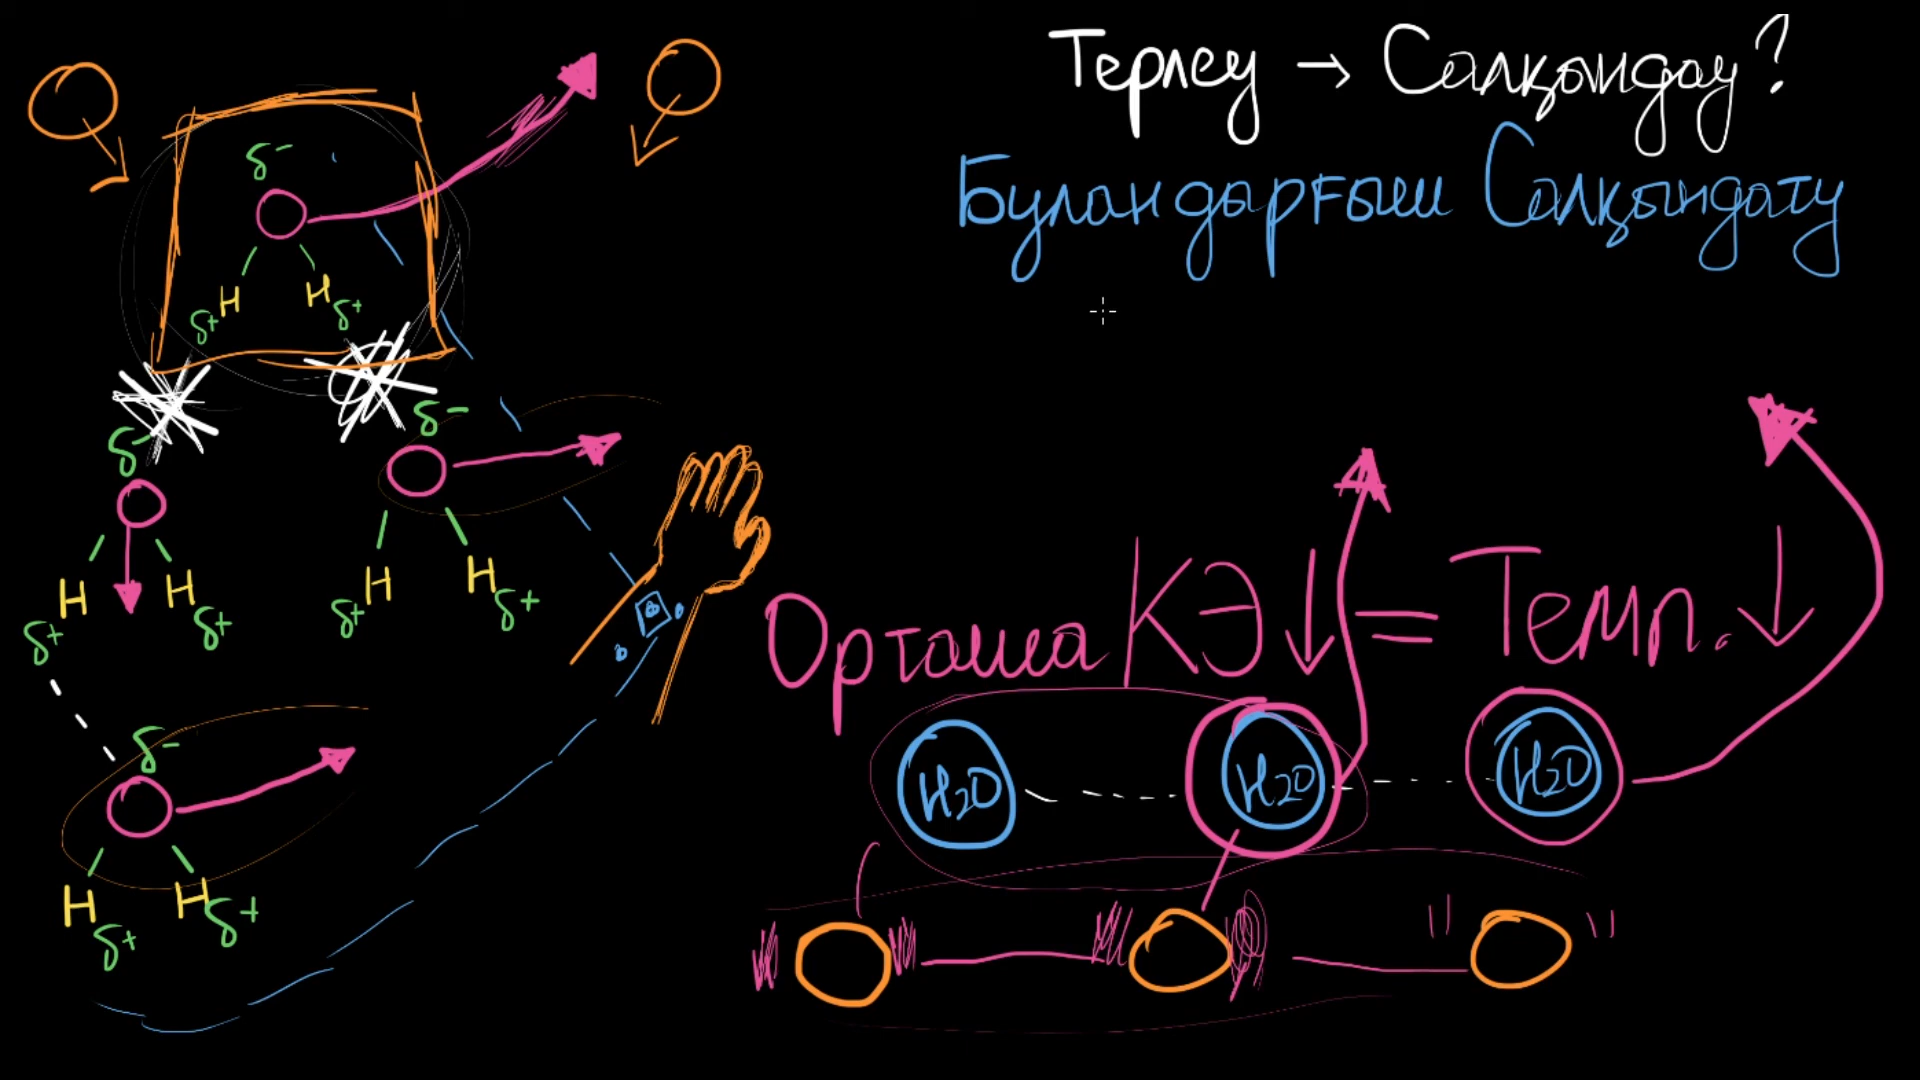 Терлеу → Салқындау?
Буландырғыш Салқындату
δ-
H H
δ+ δ+
δ-
δ-
H H
δ+ δ+
H H
δ+ δ+
Орташа КЭ ↓ = Темп. ↓
δ-
H2O H2O H2O
H H
δ+ δ+